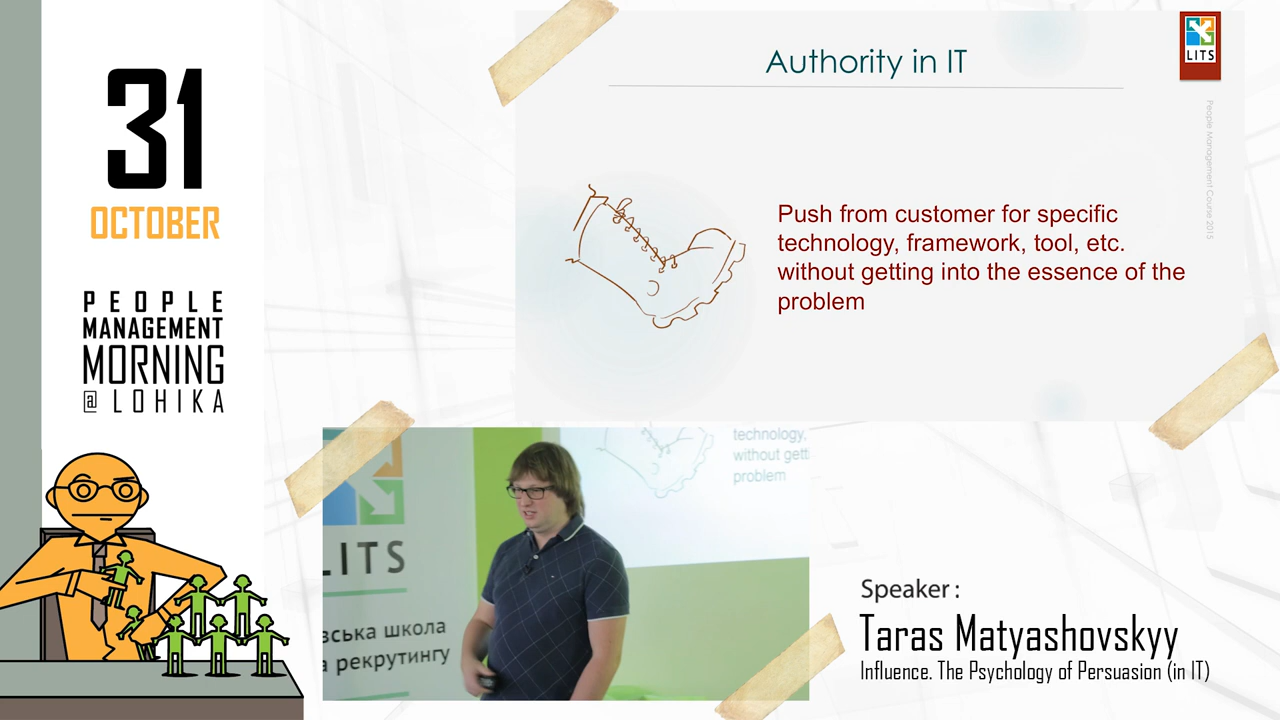 31
OCTOBER
PEOPLE
MANAGEMENT
MORNING
@ LOHIKA
Authority in IT
LITS
People Management Course 2015
Push from customer for specific
technology, framework, tool, etc.
without getting into the essence of the
problem
technology,
without gett
problem
LITS
вська школа
а рекрутингу
Speaker :
Taras Matyashovskyy
Influence. The Psychology of Persuasion (in IT)